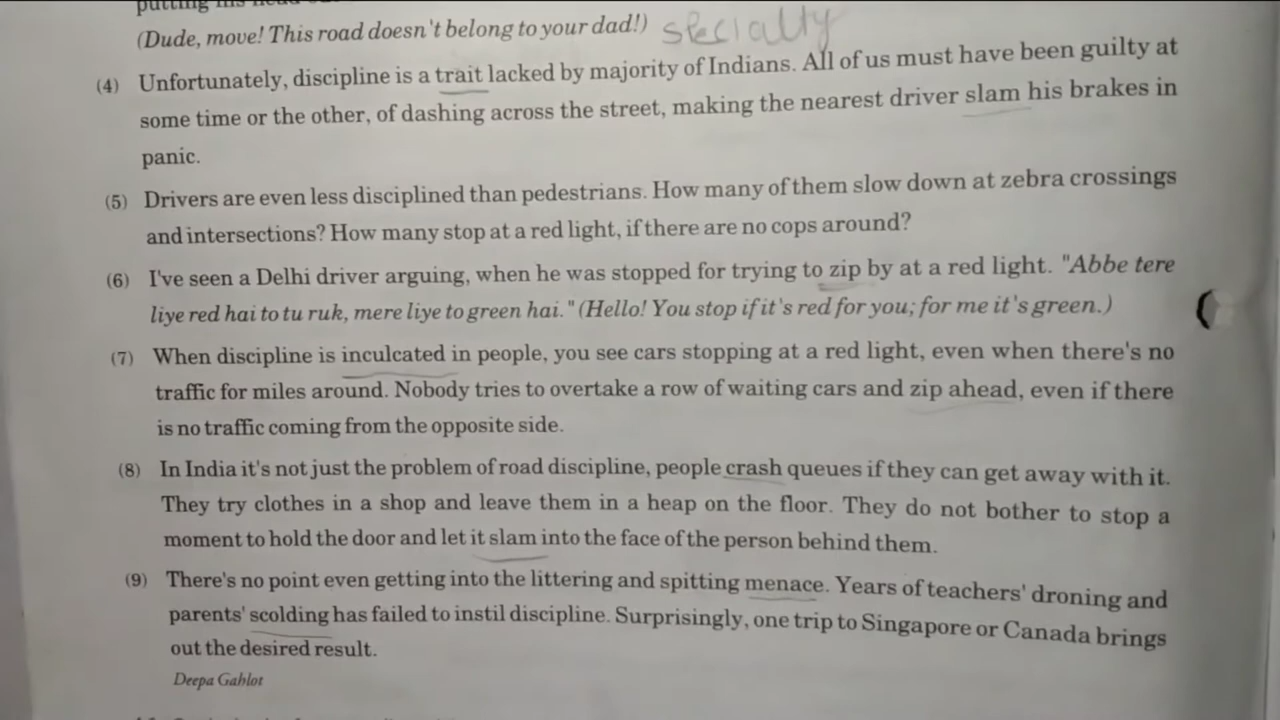 putting his head
(Dude, move! This road doesn't belong to your dad!) specialty
(4) Unfortunately, discipline is a trait lacked by majority of Indians. All of us must have been guilty at
some time or the other, of dashing across the street, making the nearest driver slam his brakes in
panic.
(5) Drivers are even less disciplined than pedestrians. How many of them slow down at zebra crossings
and intersections? How many stop at a red light, if there are no cops around?
(6) I've seen a Delhi driver arguing, when he was stopped for trying to zip by at a red light. "Abbe tere
liye red hai to tu ruk, mere liye to green hai." (Hello! You stop if it's red for you; for me it's green.)
(7) When discipline is inculcated in people, you see cars stopping at a red light, even when there's no
traffic for miles around. Nobody tries to overtake a row of waiting cars and zip ahead, even if there
is no traffic coming from the opposite side.
(8) In India it's not just the problem of road discipline, people crash queues if they can get away with it.
They try clothes in a shop and leave them in a heap on the floor. They do not bother to stop a
moment to hold the door and let it slam into the face of the person behind them.
(9) There's no point even getting into the littering and spitting menace. Years of teachers' droning and
parents' scolding has failed to instil discipline. Surprisingly, one trip to Singapore or Canada brings
out the desired result.
Deepa Gahlot